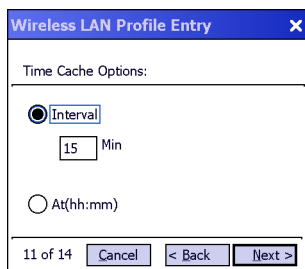 Wireless LAN Profile Entry
Time Cache Options:
Interval
15 Min
At(hh:mm)
11 of 14 Cancel < Back Next >